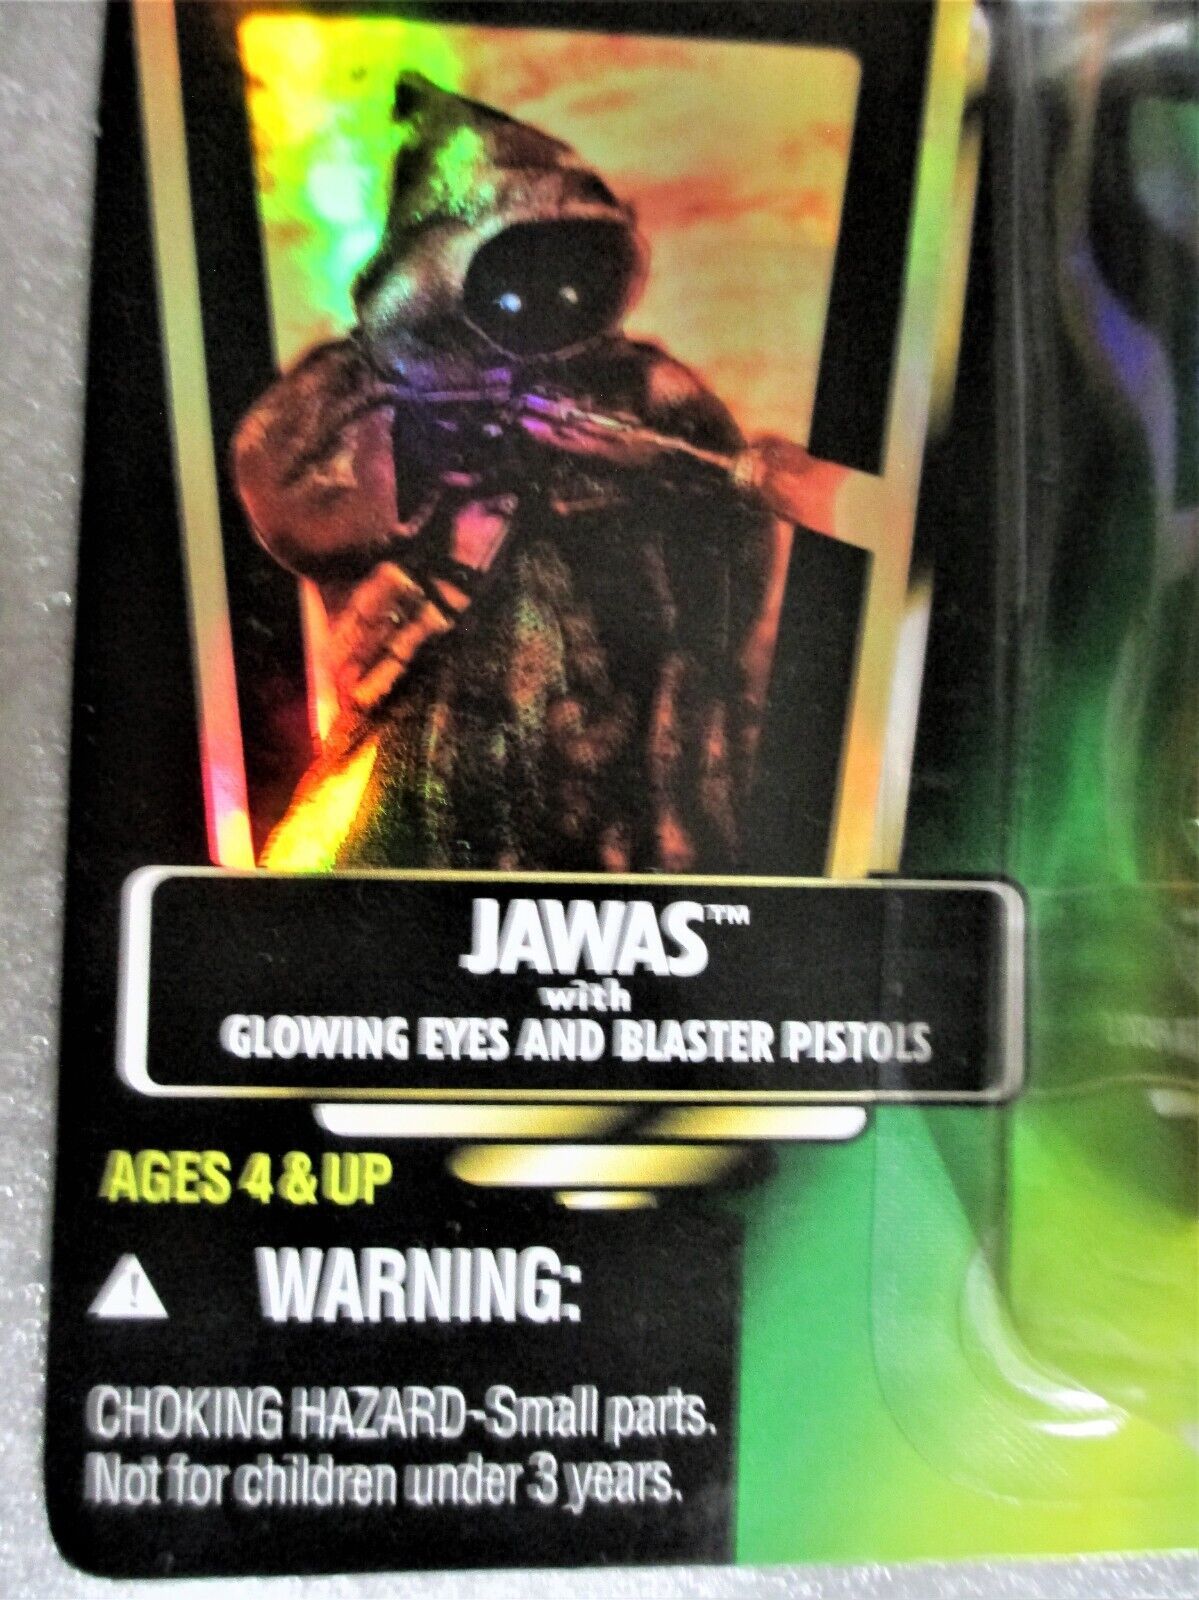 JAWAS™
with
GLOWING EYES AND BLASTER PISTOLS
AGES 4 & UP
WARNING:
CHOKING HAZARD-Small parts.
Not for children under 3 years.